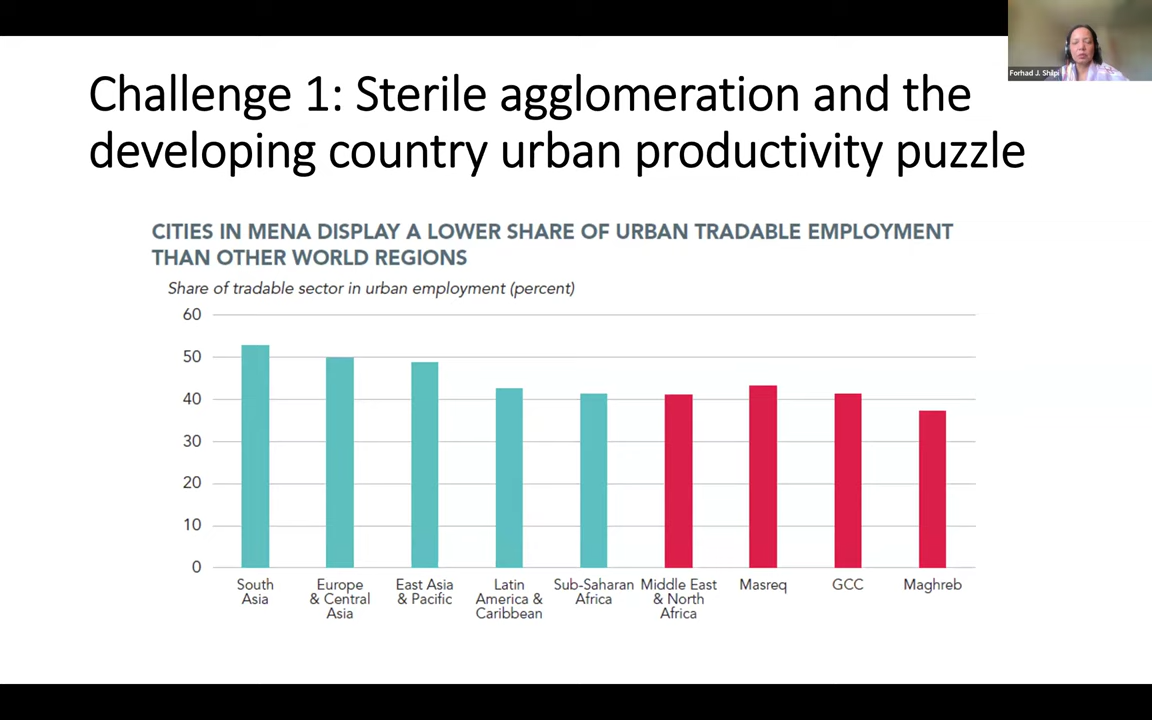 Forhad J. Shilpi
Challenge 1: Sterile agglomeration and the
developing country urban productivity puzzle
CITIES IN MENA DISPLAY A LOWER SHARE OF URBAN TRADABLE EMPLOYMENT
THAN OTHER WORLD REGIONS
Share of tradable sector in urban employment (percent)
60
50
40
30
20
10
0
South
Asia
Europe
& Central
Asia
East Asia
& Pacific
Latin
America &
Caribbean
Sub-Saharan
Africa
Middle East
& North
Africa
Masreq
GCC
Maghreb